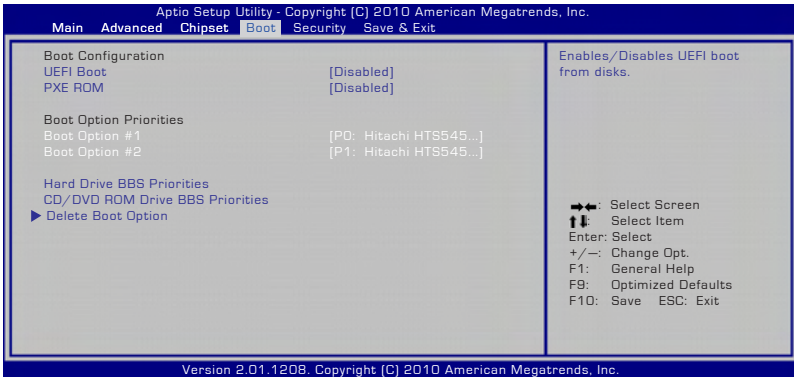 Aptio Setup Utility - Copyright (C) 2010 American Megatrends, Inc.
Main Advanced Chipset Boot Security Save & Exit
Boot Configuration
UEFI Boot [Disabled]
PXE ROM [Disabled]
Boot Option Priorities
Boot Option #1 [P0: Hitachi HTS545...]
Boot Option #2 [P1: Hitachi HTS545...]
Hard Drive BBS Priorities
CD/DVD ROM Drive BBS Priorities
Delete Boot Option
Enables/Disables UEFI boot
from disks.
→←: Select Screen
↑↓: Select Item
Enter: Select
+/—: Change Opt.
F1: General Help
F9: Optimized Defaults
F10: Save ESC: Exit
Version 2.01.1208. Copyright (C) 2010 American Megatrends, Inc.